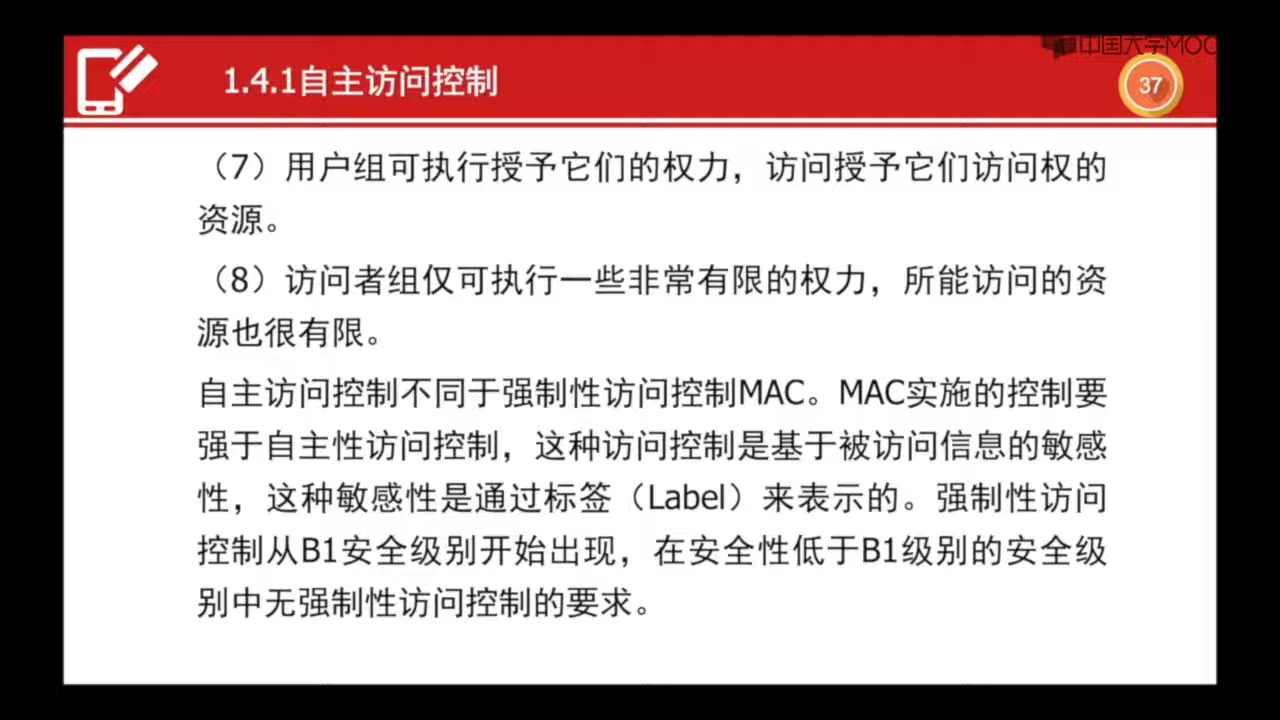 中国大学MOO
1.4.1自主访问控制
37
（7）用户组可执行授予它们的权力，访问授予它们访问权的
资源。
（8）访问者组仅可执行一些非常有限的权力，所能访问的资
源也很有限。
自主访问控制不同于强制性访问控制MAC。MAC实施的控制要
强于自主性访问控制，这种访问控制是基于被访问信息的敏感
性，这种敏感性是通过标签（Label）来表示的。强制性访问
控制从B1安全级别开始出现，在安全性低于B1级别的安全级
别中无强制性访问控制的要求。